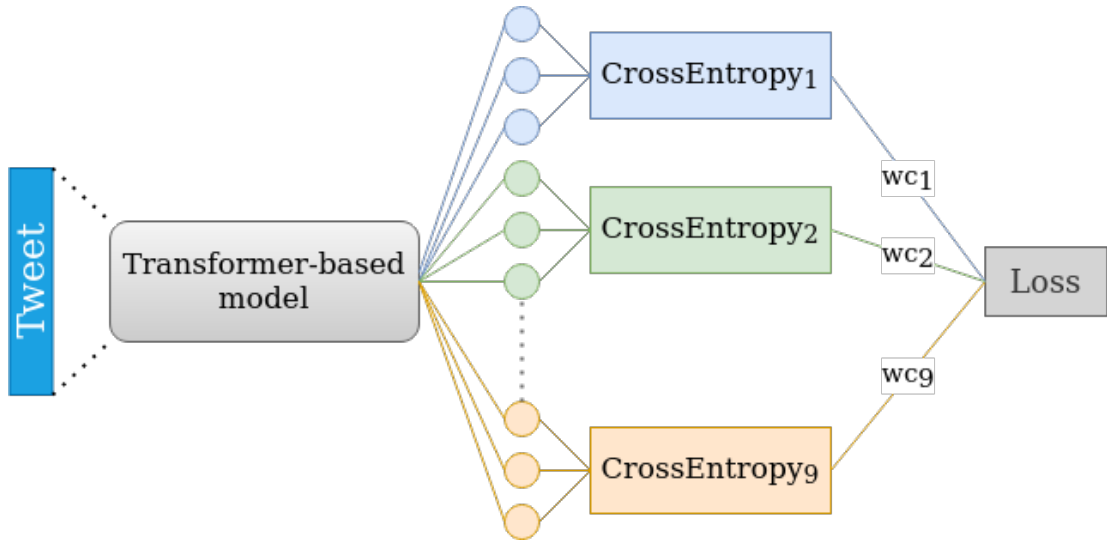 Tweet
Transformer-based
model
CrossEntropy₁
CrossEntropy₂
CrossEntropy₉
wc₁
wc₂
wc₉
Loss